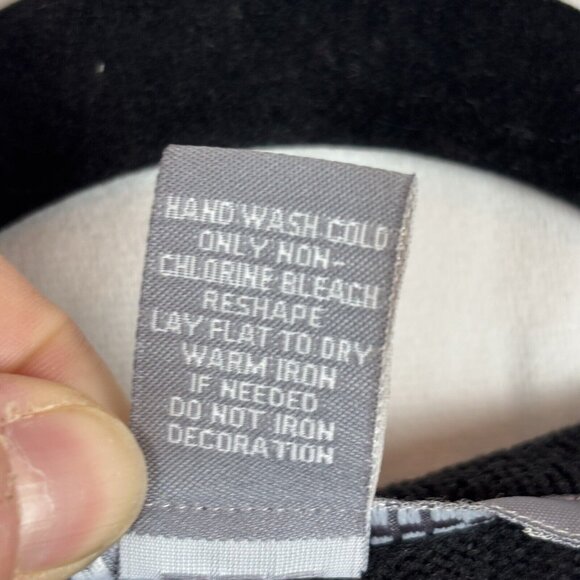 HAND WASH COLD
ONLY NON-
CHLORINE BLEACH
RESHAPE
LAY FLAT TO DRY
WARM IRON
IF NEEDED
DO NOT IRON
DECORATION